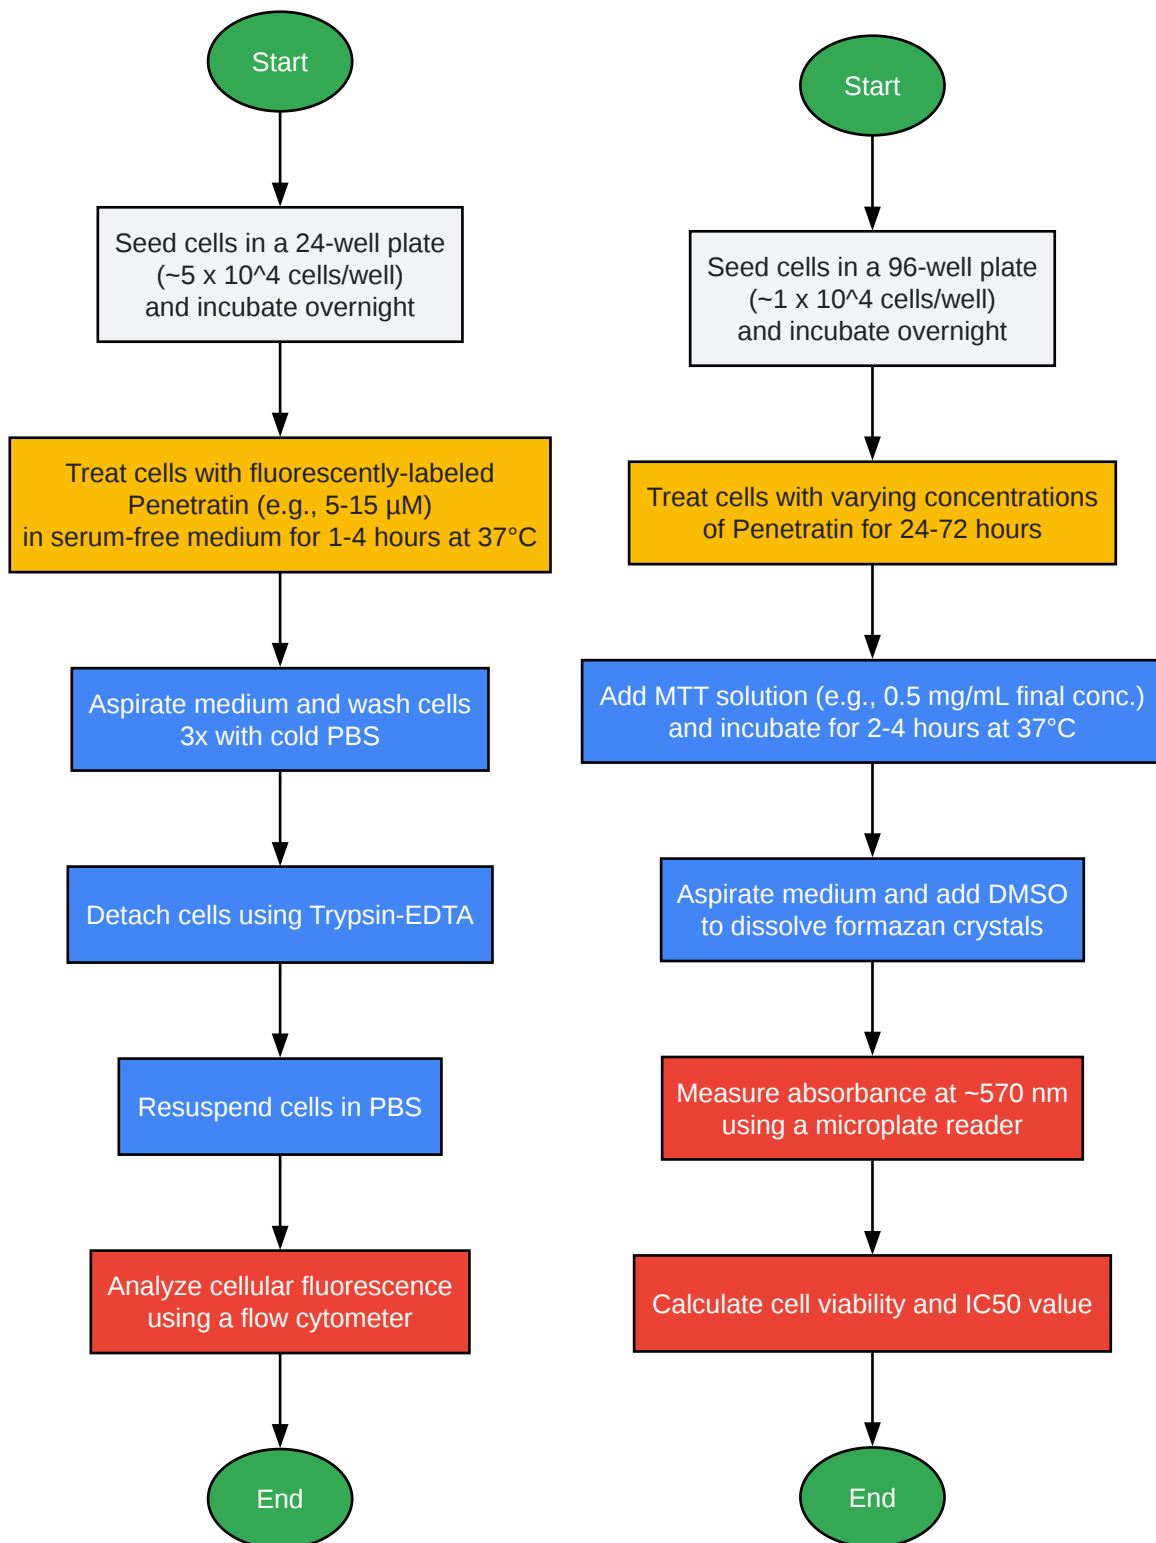 Start
Seed cells in a 24-well plate
(~5 x 10^4 cells/well)
and incubate overnight
Treat cells with fluorescently-labeled
Penetratin (e.g., 5-15 µM)
in serum-free medium for 1-4 hours at 37°C
Aspirate medium and wash cells
3x with cold PBS
Detach cells using Trypsin-EDTA
Resuspend cells in PBS
Analyze cellular fluorescence
using a flow cytometer
End
Start
Seed cells in a 96-well plate
(~1 x 10^4 cells/well)
and incubate overnight
Treat cells with varying concentrations
of Penetratin for 24-72 hours
Add MTT solution (e.g., 0.5 mg/mL final conc.)
and incubate for 2-4 hours at 37°C
Aspirate medium and add DMSO
to dissolve formazan crystals
Measure absorbance at ~570 nm
using a microplate reader
Calculate cell viability and IC50 value
End